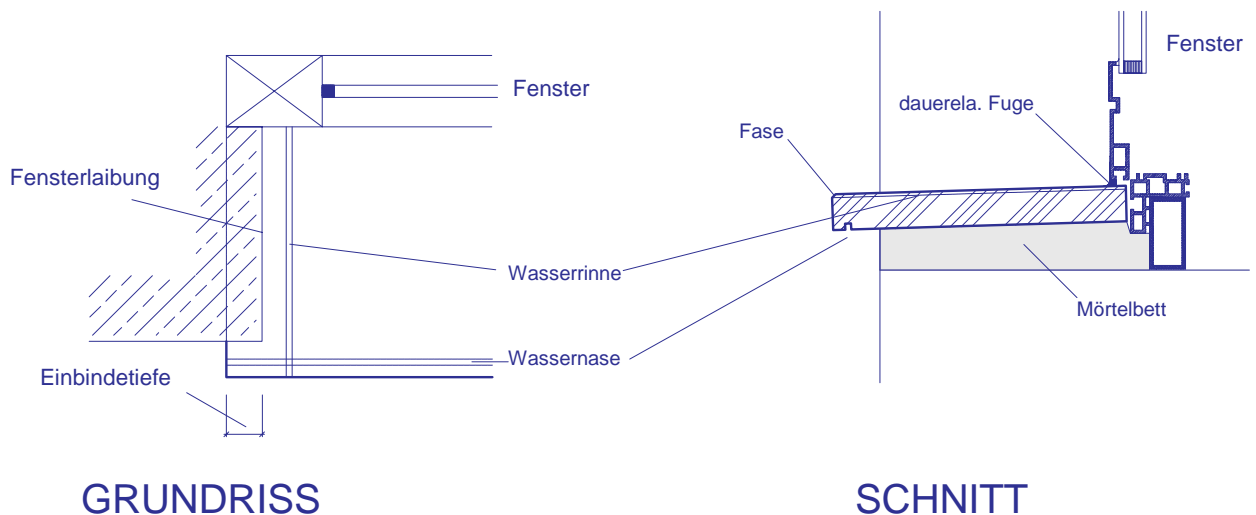 Fenster
Fensterlaibung
Wasserrinne
Wassernase
Einbindetiefe
GRUNDRISS
Fenster
dauerela. Fuge
Fase
Mörtelbett
SCHNITT